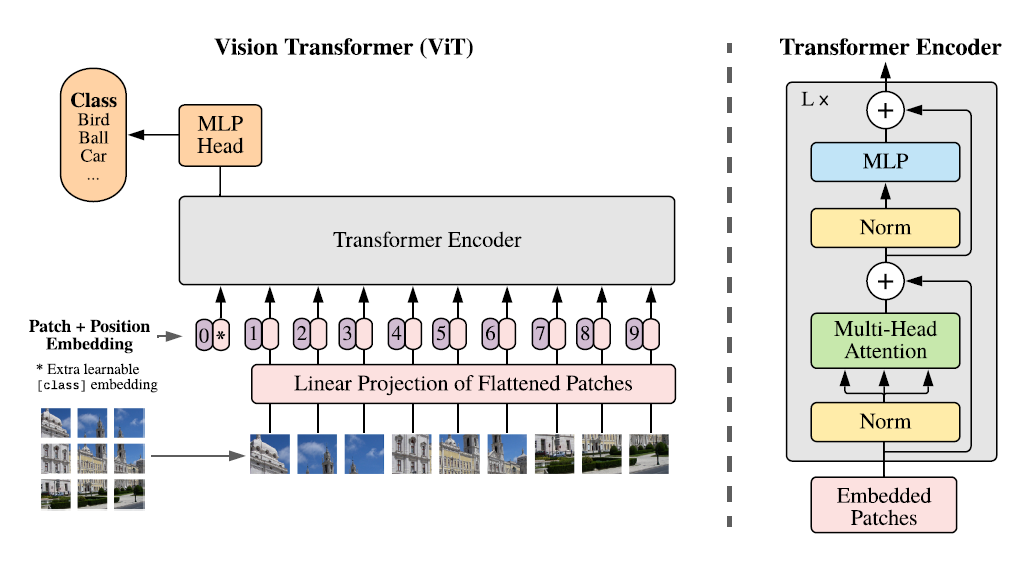 Vision Transformer (ViT)
Class
Bird
Ball
Car
...
MLP
Head
Transformer Encoder
Patch + Position
Embedding
* Extra learnable
[class] embedding
0 * 1 2 3 4 5 6 7 8 9
Linear Projection of Flattened Patches
Transformer Encoder
L ×
+
MLP
Norm
+
Multi-Head
Attention
Norm
Embedded
Patches